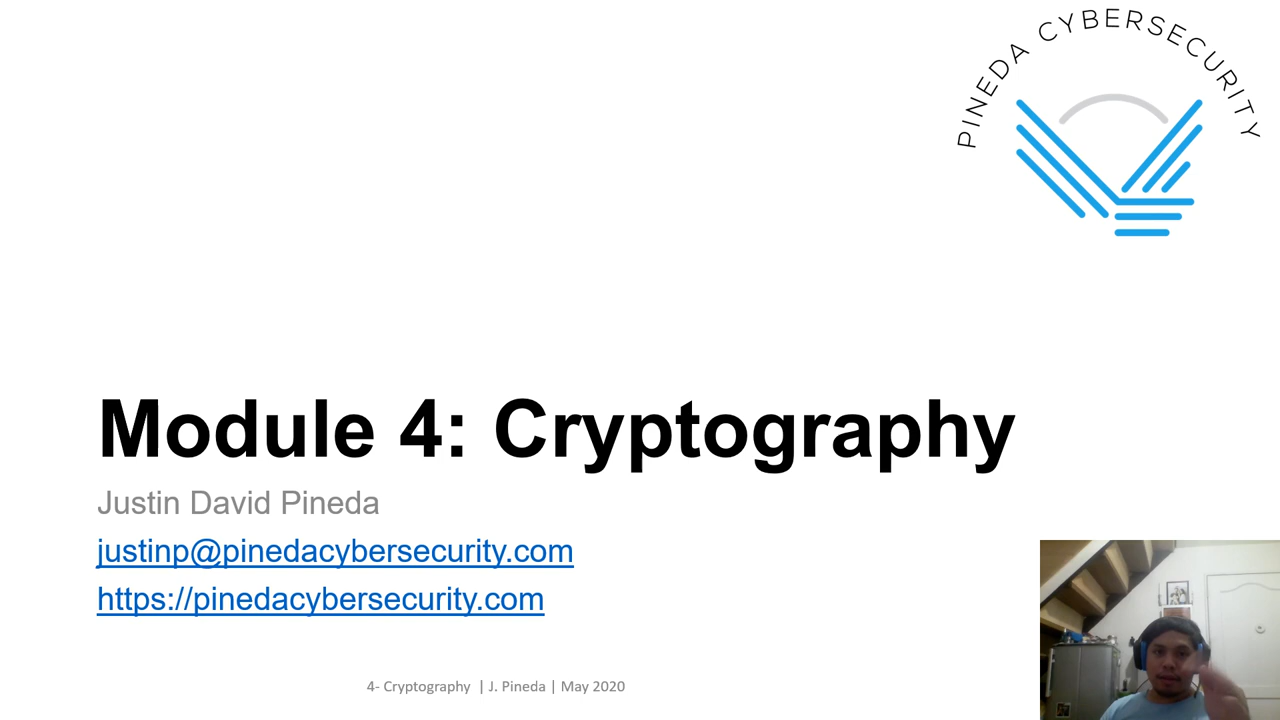 PINEDA CYBERSECURITY
Module 4: Cryptography
Justin David Pineda
justinp@pinedacybersecurity.com
https://pinedacybersecurity.com
4- Cryptography | J. Pineda | May 2020